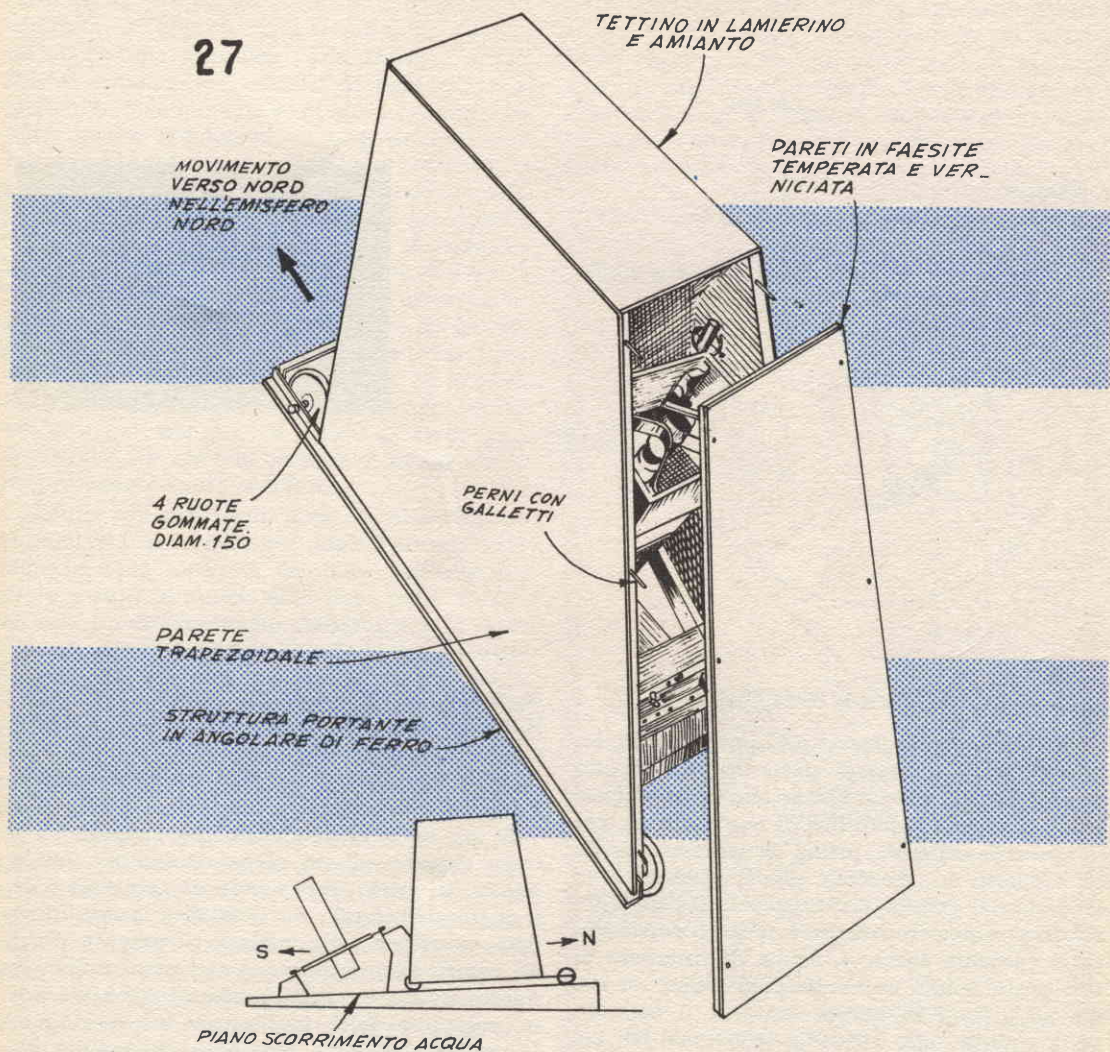 27
TETTINO IN LAMIERINO
E AMIANTO
PARETI IN FAESITE
TEMPERATA E VER_
NICIATA
MOVIMENTO
VERSO NORD
NELL'EMISFERO
NORD
4 RUOTE
GOMMATE.
DIAM. 150
PERNI CON
GALLETTI
PARETE
TRAPEZOIDALE
STRUTTURA PORTANTE
IN ANGOLARE DI FERRO
S
N
PIANO SCORRIMENTO ACQUA